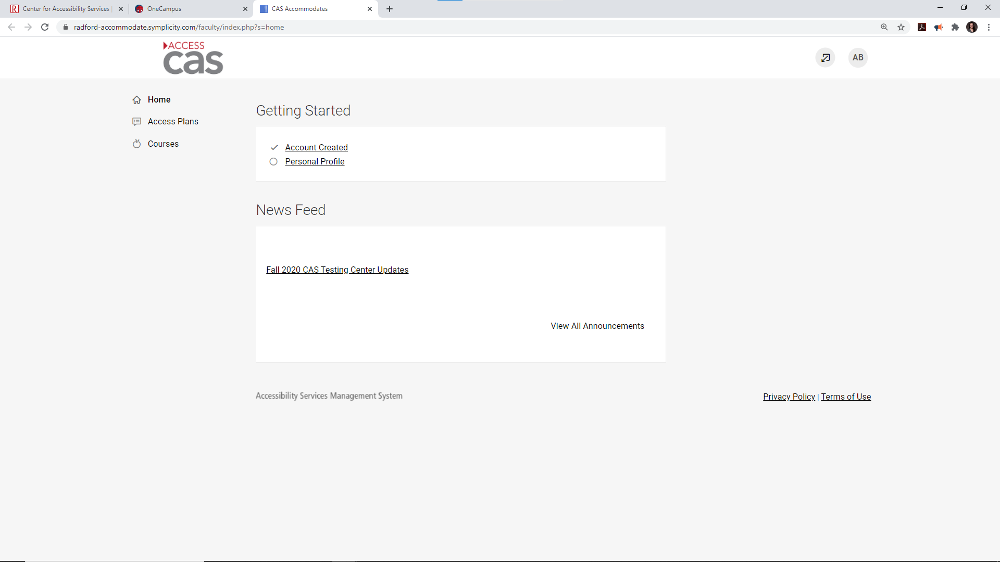 Center for Accessibility Services |
OneCampus
CAS Accommodates
radford-accommodate.symplicity.com/faculty/index.php?s=home
ACCESS
cas
AB
Home
Access Plans
Courses
Getting Started
Account Created
Personal Profile
News Feed
Fall 2020 CAS Testing Center Updates
View All Announcements
Accessibility Services Management System
Privacy Policy | Terms of Use